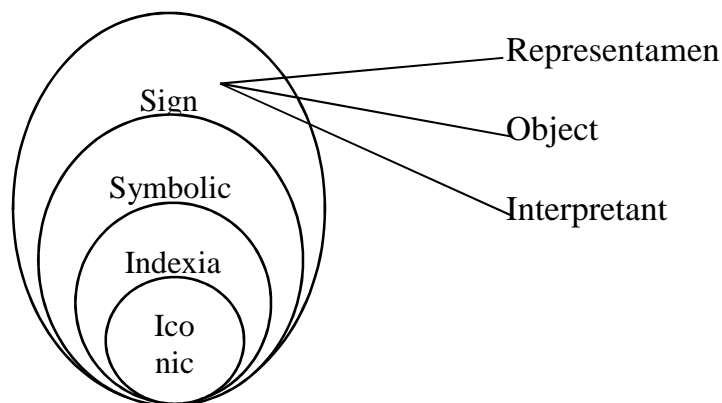 Representamen
Sign
Object
Symbolic
Interpretant
Indexia
Ico
nic